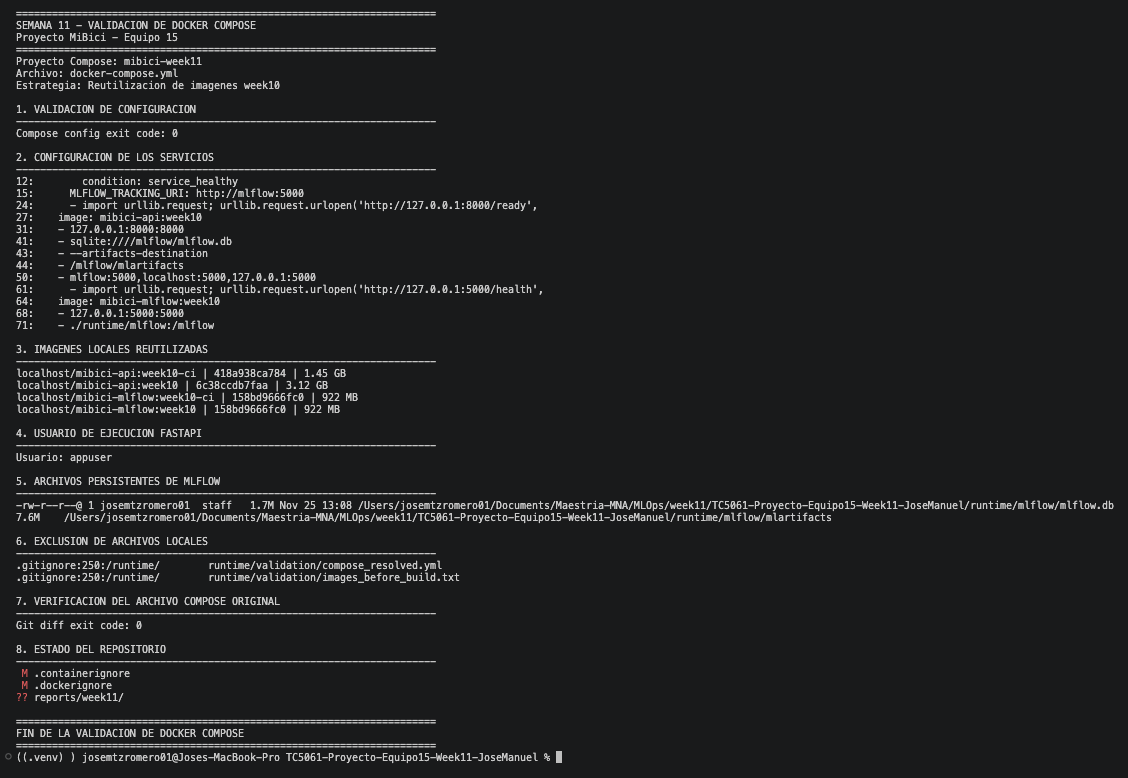 ======================================================================
SEMANA 11 - VALIDACION DE DOCKER COMPOSE
Proyecto MiBici - Equipo 15
======================================================================
Proyecto Compose: mibici-week11
Archivo: docker-compose.yml
Estrategia: Reutilizacion de imagenes week10
1. VALIDACION DE CONFIGURACION
----------------------------------------------------------------------
Compose config exit code: 0
2. CONFIGURACION DE LOS SERVICIOS
----------------------------------------------------------------------
12:        condition: service_healthy
15:      MLFLOW_TRACKING_URI: http://mlflow:5000
24:      - import urllib.request; urllib.request.urlopen('http://127.0.0.1:8000/ready',
27:    image: mibici-api:week10
31:    - 127.0.0.1:8000:8000
41:    - sqlite:////mlflow/mlflow.db
43:    - --artifacts-destination
44:    - /mlflow/mlartifacts
50:    - mlflow:5000,localhost:5000,127.0.0.1:5000
61:      - import urllib.request; urllib.request.urlopen('http://127.0.0.1:5000/health',
64:    image: mibici-mlflow:week10
68:    - 127.0.0.1:5000:5000
71:    - ./runtime/mlflow:/mlflow
3. IMAGENES LOCALES REUTILIZADAS
----------------------------------------------------------------------
localhost/mibici-api:week10-ci | 418a938ca784 | 1.45 GB
localhost/mibici-api:week10 | 6c38ccdb7faa | 3.12 GB
localhost/mibici-mlflow:week10-ci | 158bd9666fc0 | 922 MB
localhost/mibici-mlflow:week10 | 158bd9666fc0 | 922 MB
4. USUARIO DE EJECUCION FASTAPI
----------------------------------------------------------------------
Usuario: appuser
5. ARCHIVOS PERSISTENTES DE MLFLOW
----------------------------------------------------------------------
-rw-r--r--@ 1 josemtzromero01  staff   1.7M Nov 25 13:08 /Users/josemtzromero01/Documents/Maestria-MNA/MLOps/week11/TC5061-Proyecto-Equipo15-Week11-JoseManuel/runtime/mlflow/mlflow.db
7.6M    /Users/josemtzromero01/Documents/Maestria-MNA/MLOps/week11/TC5061-Proyecto-Equipo15-Week11-JoseManuel/runtime/mlflow/mlartifacts
6. EXCLUSION DE ARCHIVOS LOCALES
----------------------------------------------------------------------
.gitignore:250:/runtime/        runtime/validation/compose_resolved.yml
.gitignore:250:/runtime/        runtime/validation/images_before_build.txt
7. VERIFICACION DEL ARCHIVO COMPOSE ORIGINAL
----------------------------------------------------------------------
Git diff exit code: 0
8. ESTADO DEL REPOSITORIO
----------------------------------------------------------------------
 M .containerignore
 M .dockerignore
?? reports/week11/
======================================================================
FIN DE LA VALIDACION DE DOCKER COMPOSE
======================================================================
((.venv) ) josemtzromero01@Joses-MacBook-Pro TC5061-Proyecto-Equipo15-Week11-JoseManuel %